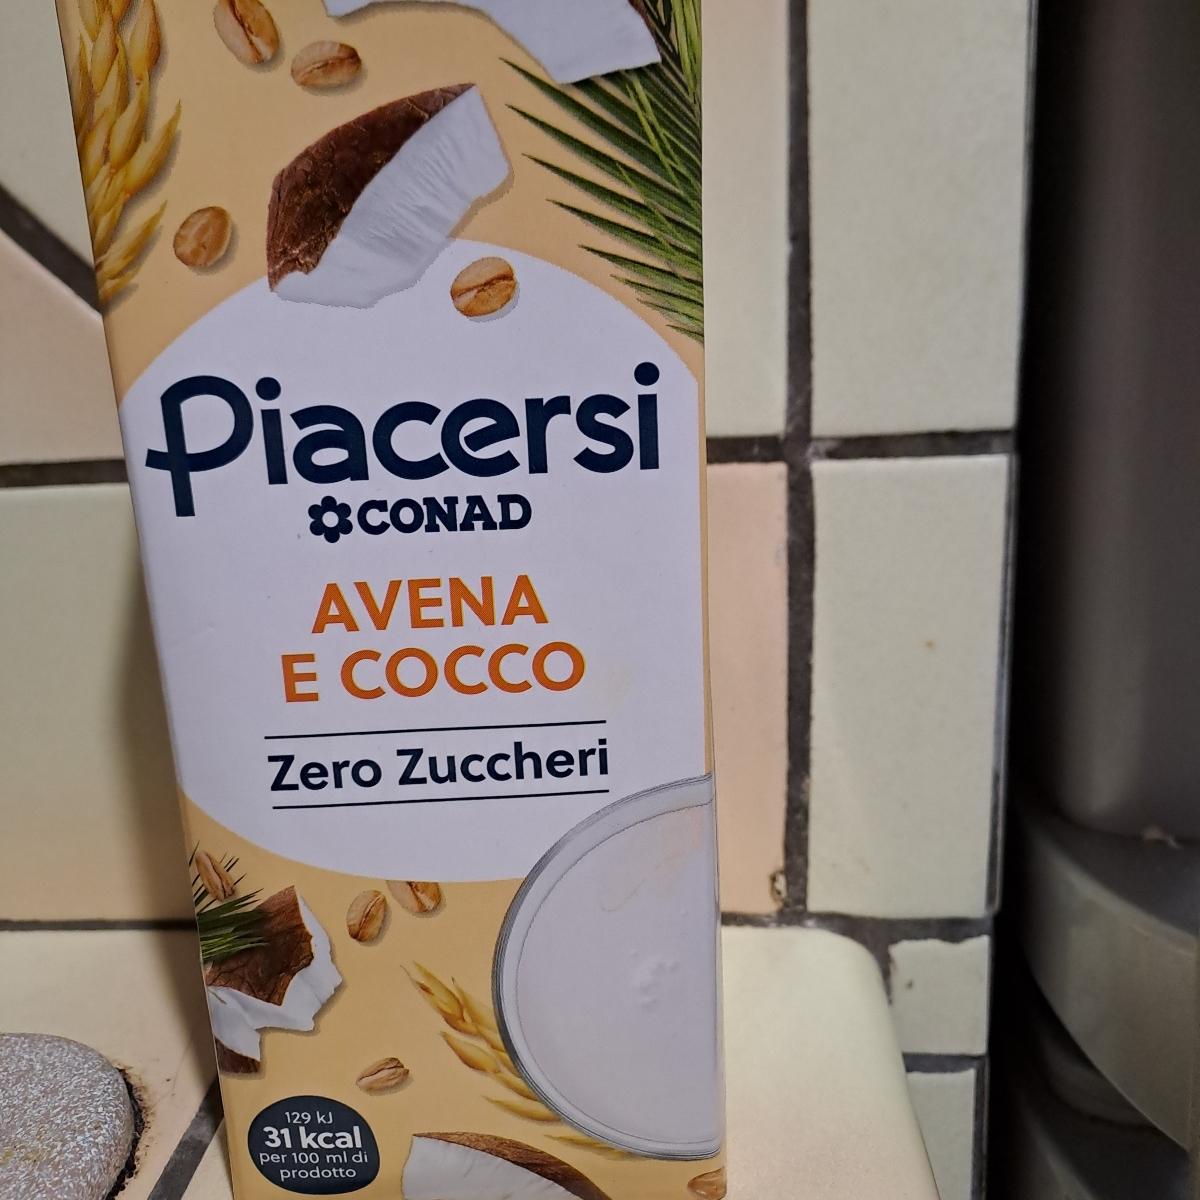 Piacersi
CONAD
AVENA
E COCCO
Zero Zuccheri
129 kJ
31 kcal
per 100 ml di
prodotto